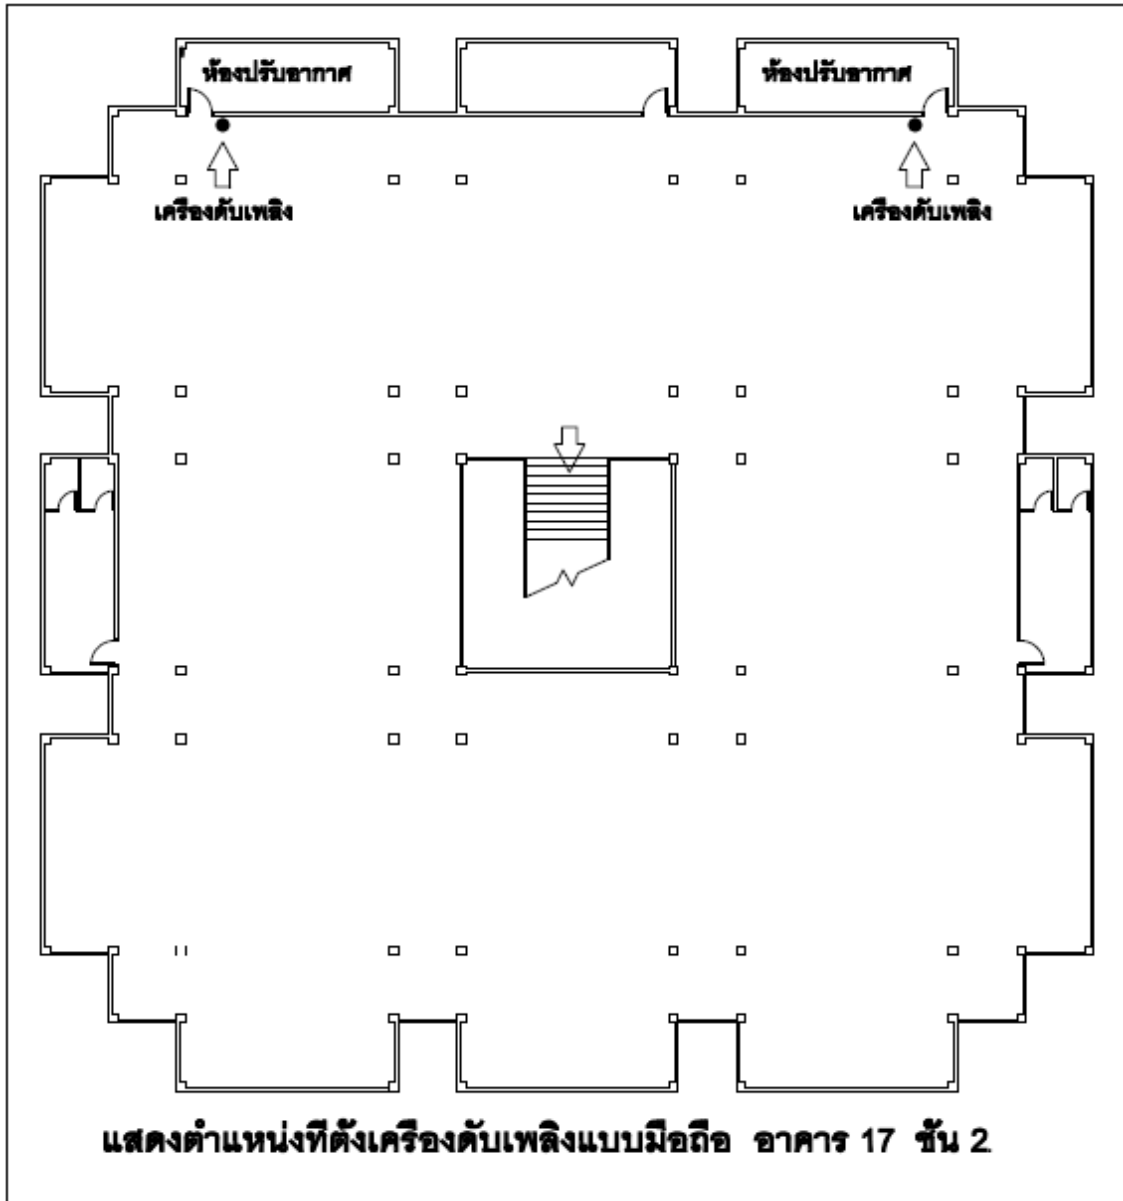 ห้องปรับอากาศ
ห้องปรับอากาศ
เครื่องดับเพลิง
เครื่องดับเพลิง
แสดงตำแหน่งที่ตั้งเครื่องดับเพลิงแบบมือถือ อาคาร 17 ชั้น 2